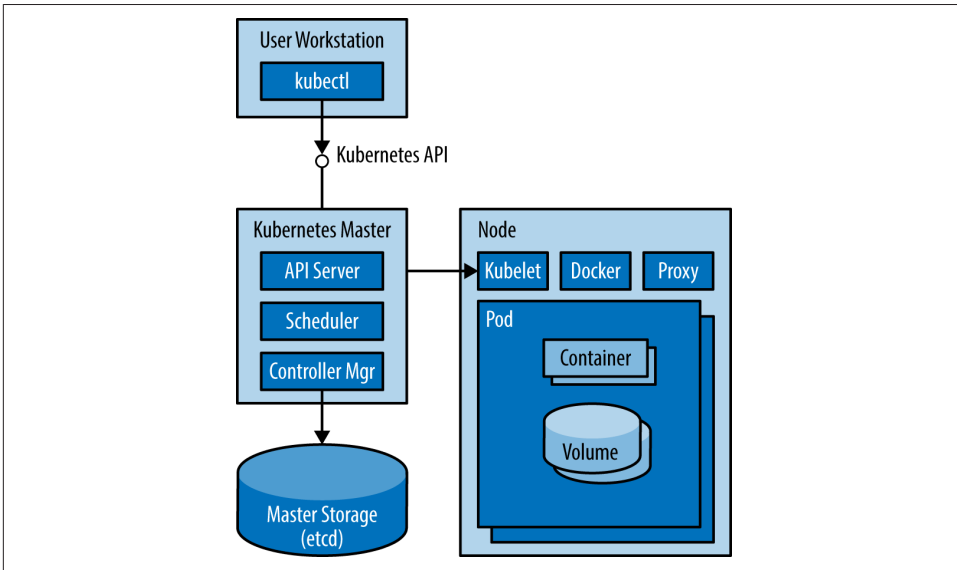 User Workstation
kubectl
Kubernetes API
Kubernetes Master
API Server
Scheduler
Controller Mgr
Master Storage
(etcd)
Node
Kubelet
Docker
Proxy
Pod
Container
Volume